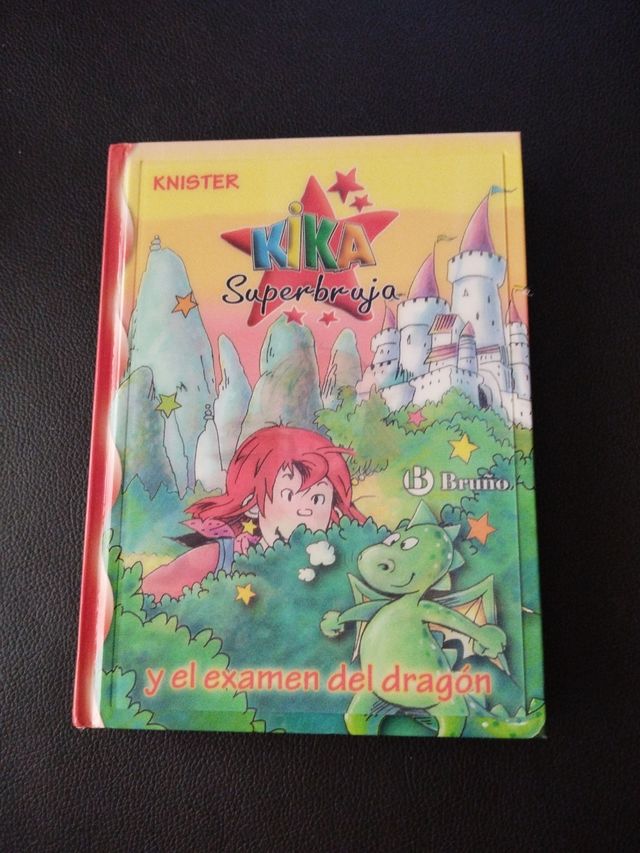 KNISTER
KIKA
Superbruja
B Bruño
y el examen del dragón